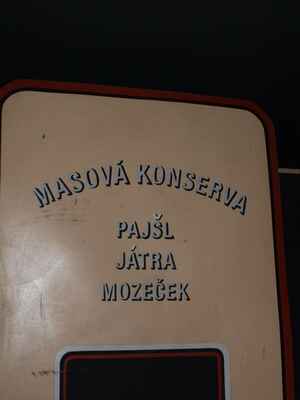 MASOVÁ KONSERVA
PAJŠL
JÁTRA
MOZEČEK